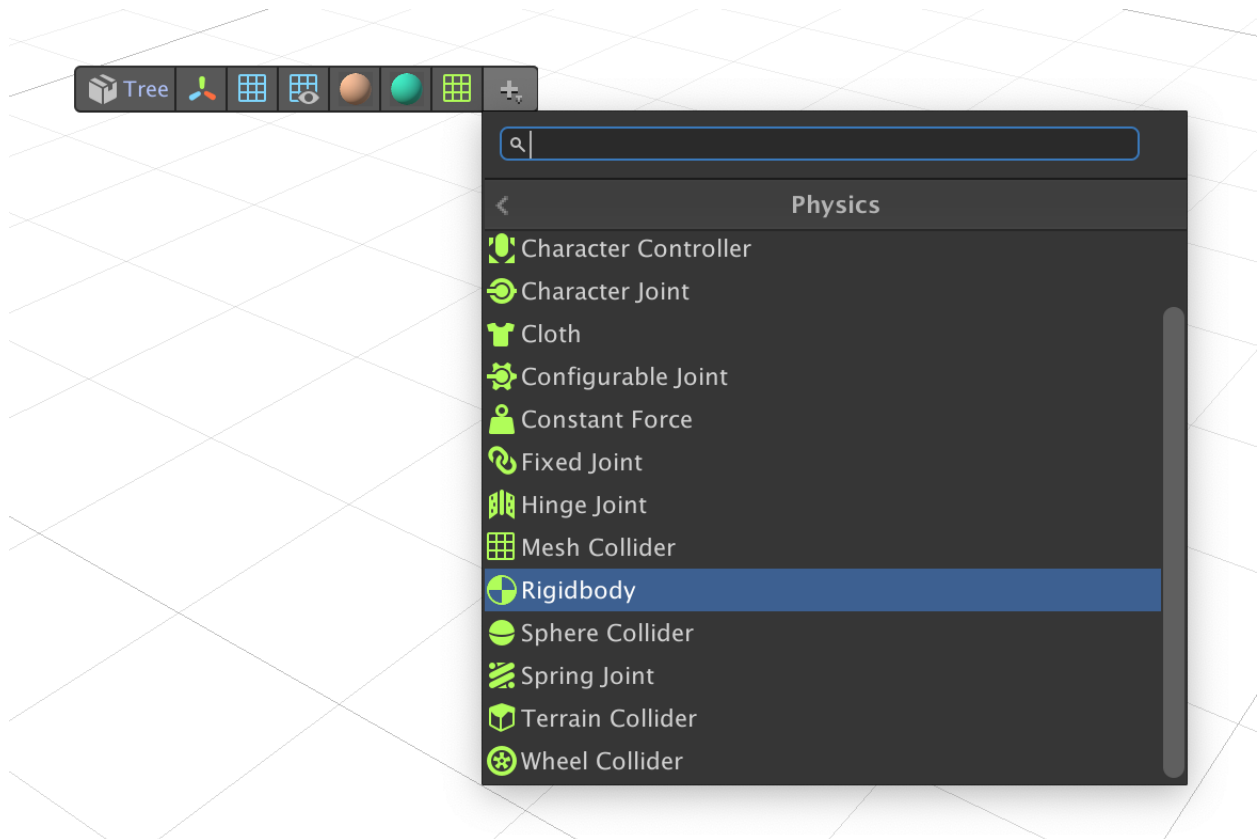 Tree
Physics
Character Controller
Character Joint
Cloth
Configurable Joint
Constant Force
Fixed Joint
Hinge Joint
Mesh Collider
Rigidbody
Sphere Collider
Spring Joint
Terrain Collider
Wheel Collider